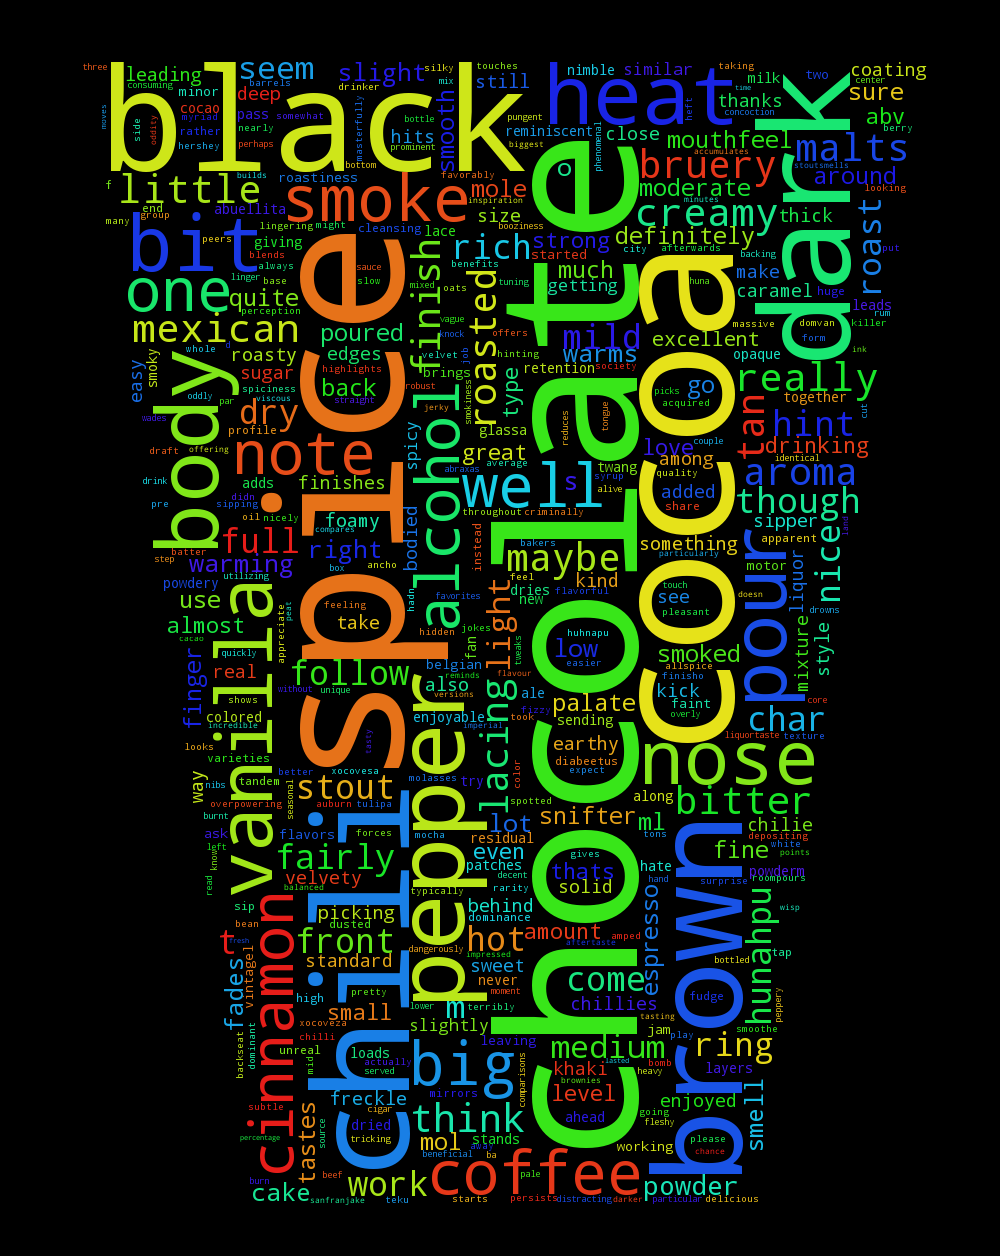 three
black
leading
seem
barrels
slight
silky
touches
still
heat
nimble
similar
taking
milk
two
center
coating
consuming
minor
deep
drinker
mix
time
thanks
sure
cocao
pass
somewhat
bottle
pungent
concoction
abv
myriad
rather
nearly
hits
prominent
reminiscent
close
mouthfeel
berry
moves
side
oddity
hershey
perhaps
masterfully
smooth
biggest
phenomenal
heft
accumulates
malts
dark
stoutsmells
builds
roastiness
bottom
favorably
o
bruery
around
looking
f
little
smoke
mole
inspiration
moderate
minutes
end
group
abuellita
size
booziness
creamy
thick
roast
put
many
bit
peers
lingering
might
cleansing
lace
rich
strong
city
definitely
afterwards
backing
giving
always
blends
benefits
started
much
make
linger
base
sauce
slow
mixed
oats
tuning
getting
huna
caramel
huge
leads
rum
one
quite
perception
finish
roasted
vague
offers
mild
massive
domvan
killer
mexican
poured
knock
hinting
excellent
form
ink
smoky
whole
d
roasty
edges
velvet
job
warms
opaque
easy
oddly
spiciness
highlights
brings
type
retention
society
really
body
sugar
back
robust
picks
go
together
par
viscous
straight
smokiness
jerky
acquired
tan
cut
wades
dry
profile
alcohol
glassa
reduces
tongue
couple
hint
offering
spicy
great
love
drinking
draft
note
abraxas
average
twang
among
identical
drink
adds
finishes
well
s
syrup
quality
aroma
pre
sipping
alive
added
share
though
didn
oil
nicely
foamy
throughout
criminally
sipper
land
batter
full
compares
bodied
instead
bakers
maybe
something
apparent
step
warming
right
ancho
particularly
nice
powdery
utilizing
box
feel
kind
touch
motor
liquor
use
feeling
hadn
favorites
dries
flavorful
see
doesn
drowns
almost
vanilla
spice
take
light
new
pleasant
pour
cacao
appreciate
peat
hidden
jokes
huhnapu
style
mixture
quickly
follow
fan
tweaks
low
smoked
finger
real
belgian
reminds
easier
allspice
shows
without
unique
also
versions
flavour
finisho
kick
core
colored
incredible
enjoyable
imperial
ale
fizzy
palate
faint
overly
looks
varieties
tasty
took
sending
char
liquortaste
texture
way
tandem
better
xocovesa
molasses
try
color
earthy
diabeetus
nose
nibs
seasonal
stout
lacing
expect
burnt
overpowering
auburn
tulipa
pepper
spotted
along
bitter
ask
flavors
forces
mocha
lot
snifter
ml
chilie
left
fairly
residual
tons
depositing
white
know
read
velvety
even
patches
gives
hate
fine
points
balanced
typically
decent
thats
hand
surprise
powderm
roompours
sip
picking
rarity
solid
behind
wisp
bean
dusted
dominance
t
front
hot
amount
espresso
hunahpu
fresh
dangerously
impressed
aftertaste
amped
tap
vintagel
standard
sweet
bottled
cinnamon
pretty
never
come
fudge
fades
high
small
lower
m
moment
terribly
chillies
peppery
xocoveza
chilli
slightly
tasting
jam
smoothe
backseat
dominant
unreal
mid
loads
actually
leaving
medium
play
ring
served
big
comparisons
lasted
bomb
heavy
chili
freckle
mirrors
brownies
khaki
layers
subtle
cigar
level
enjoyed
tastes
source
dried
think
ahead
going
fleshy
smell
percentage
tricking
mol
stands
working
please
chance
beneficial
away
ba
chocolate
cocoa
brown
burn
beef
coffee
pale
cake
work
powder
sanfranjake
teku
starts
persists
distracting
darker
particular
delicious